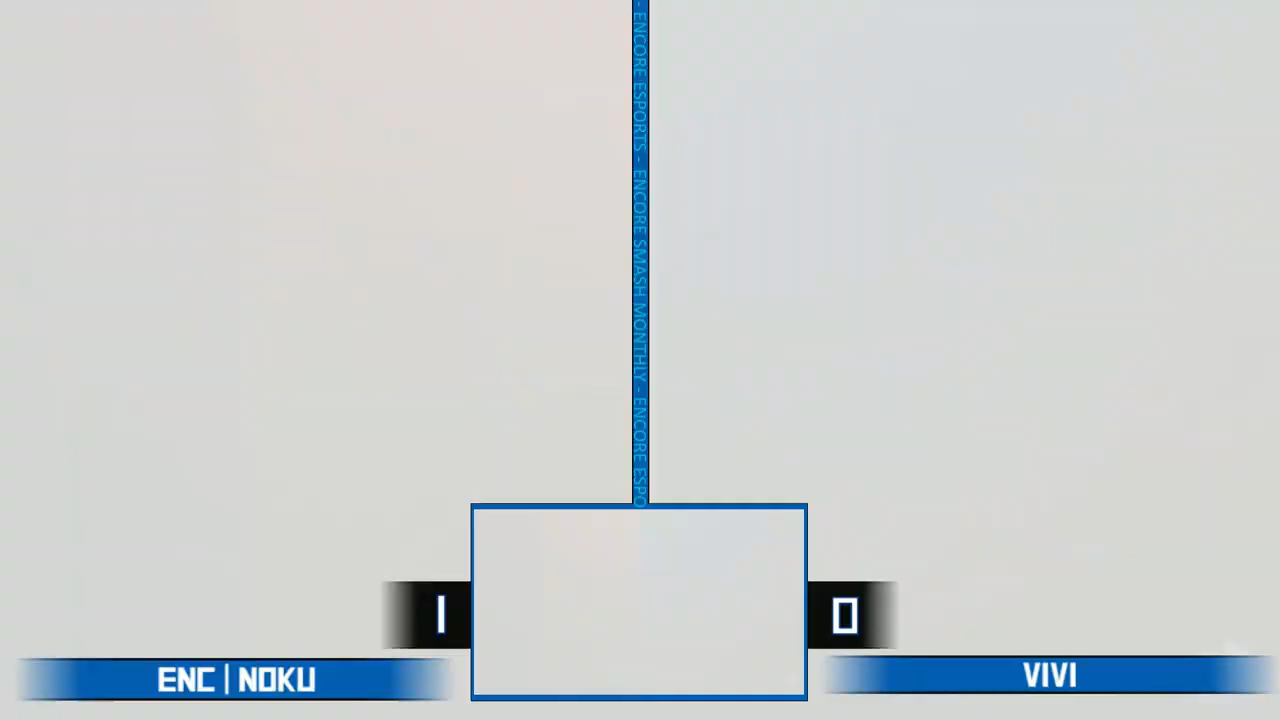 - ENCORE ESPORTS - ENCORE SMASH MONTHLY - ENCORE ESPO
1
0
ENC | NOKU
VIVI